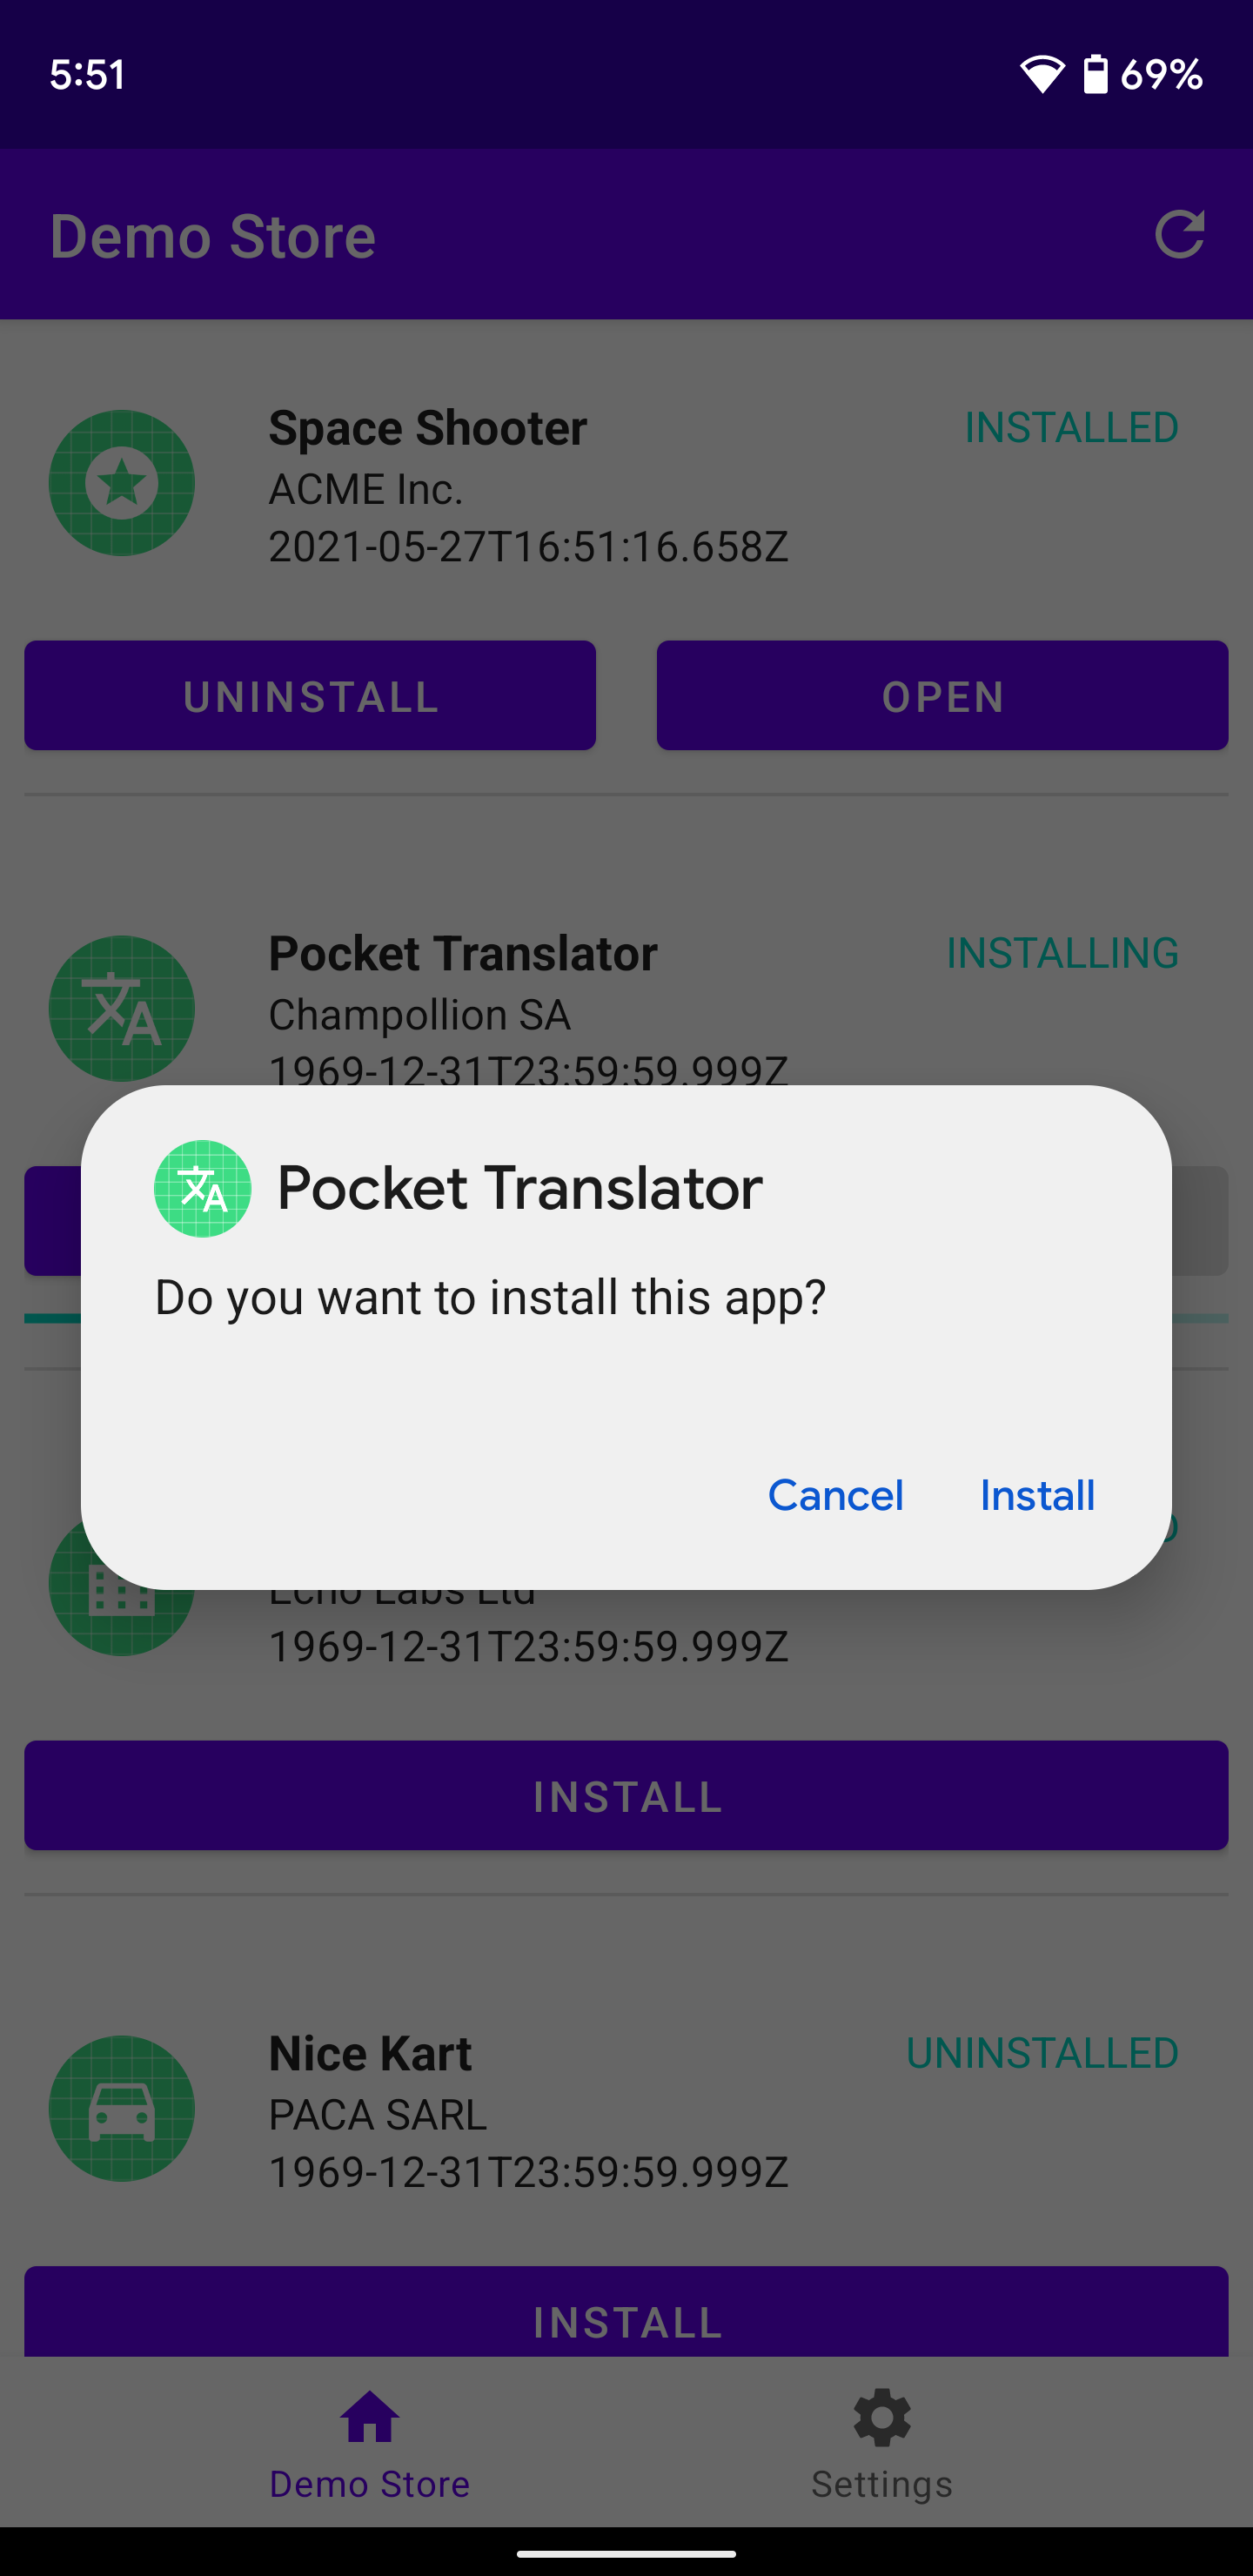 5:51
69%
Demo Store
Space Shooter
INSTALLED
ACME Inc.
2021-05-27T16:51:16.658Z
UNINSTALL
OPEN
Pocket Translator
INSTALLING
Champollion SA
1969-12-31T23:59:59.999Z
Pocket Translator
Do you want to install this app?
Cancel
Install
Echo Labs Ltd
1969-12-31T23:59:59.999Z
INSTALL
Nice Kart
UNINSTALLED
PACA SARL
1969-12-31T23:59:59.999Z
INSTALL
Demo Store
Settings